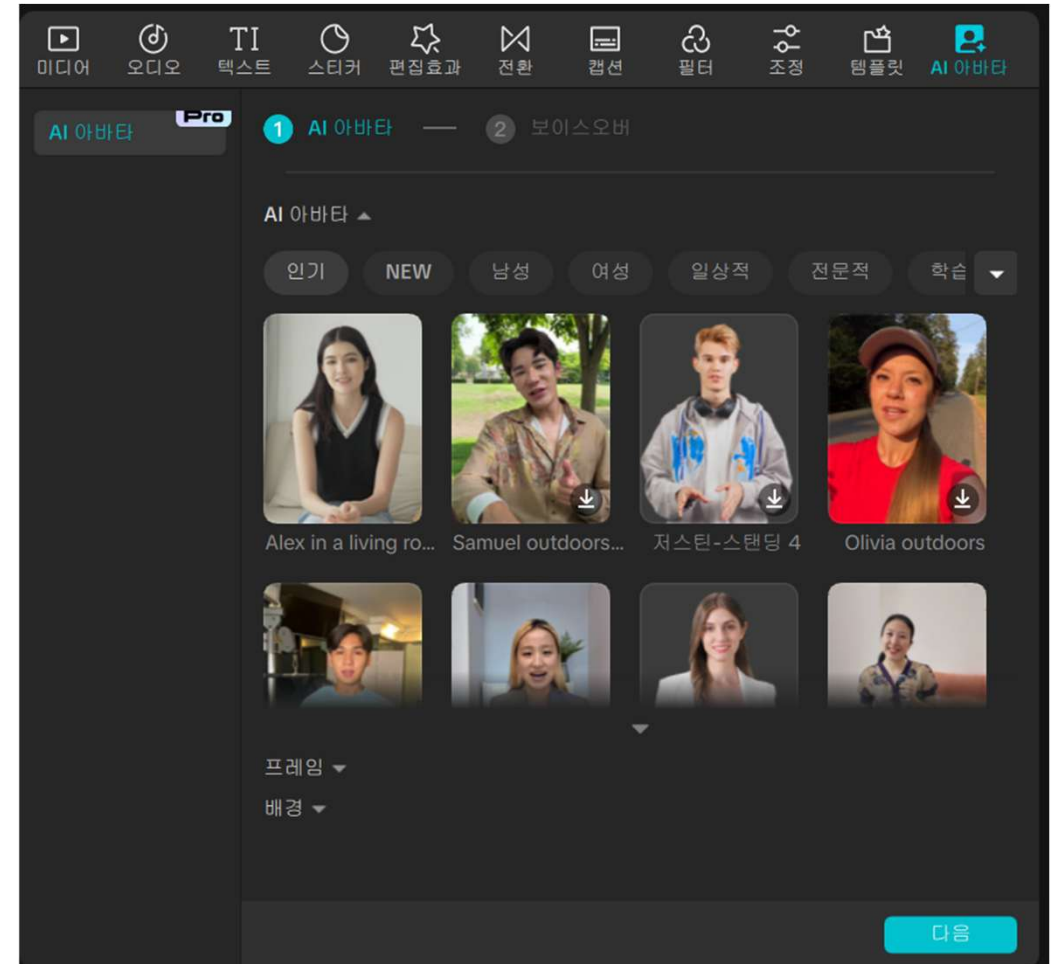 미디어 오디오 TI 텍스트 스티커 편집효과 전환 캡션 필터 조정 템플릿 AI 아바타
AI 아바타 Pro
1 AI 아바타 — 2 보이스오버
AI 아바타
인기 NEW 남성 여성 일상적 전문적 학습
Alex in a living ro... Samuel outdoors... 저스틴-스탠딩 4 Olivia outdoors
프레임
배경
다음